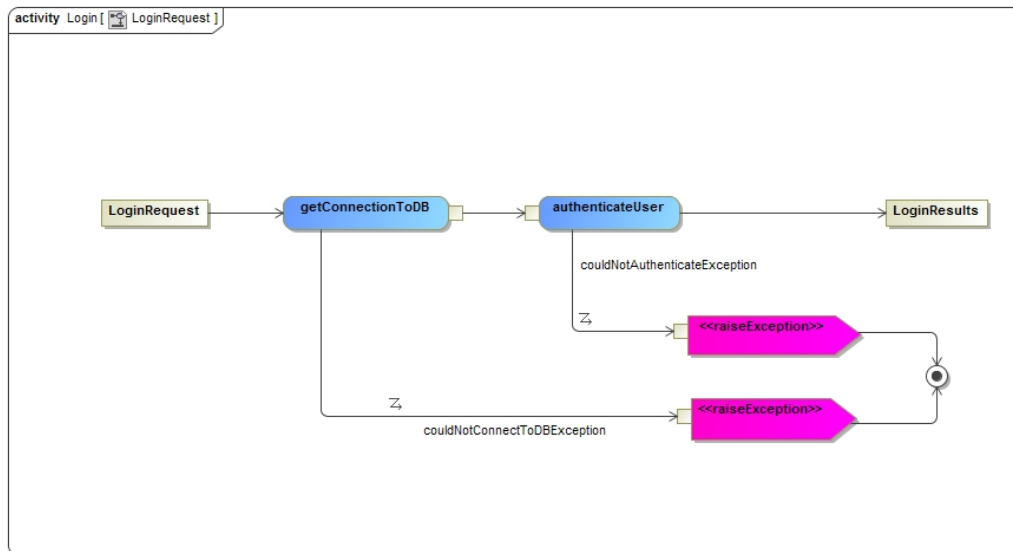 activity Login [ LoginRequest ]
LoginRequest
getConnectionToDB
authenticateUser
LoginResults
couldNotAuthenticateException
<<raiseException>>
<<raiseException>>
couldNotConnectToDBException